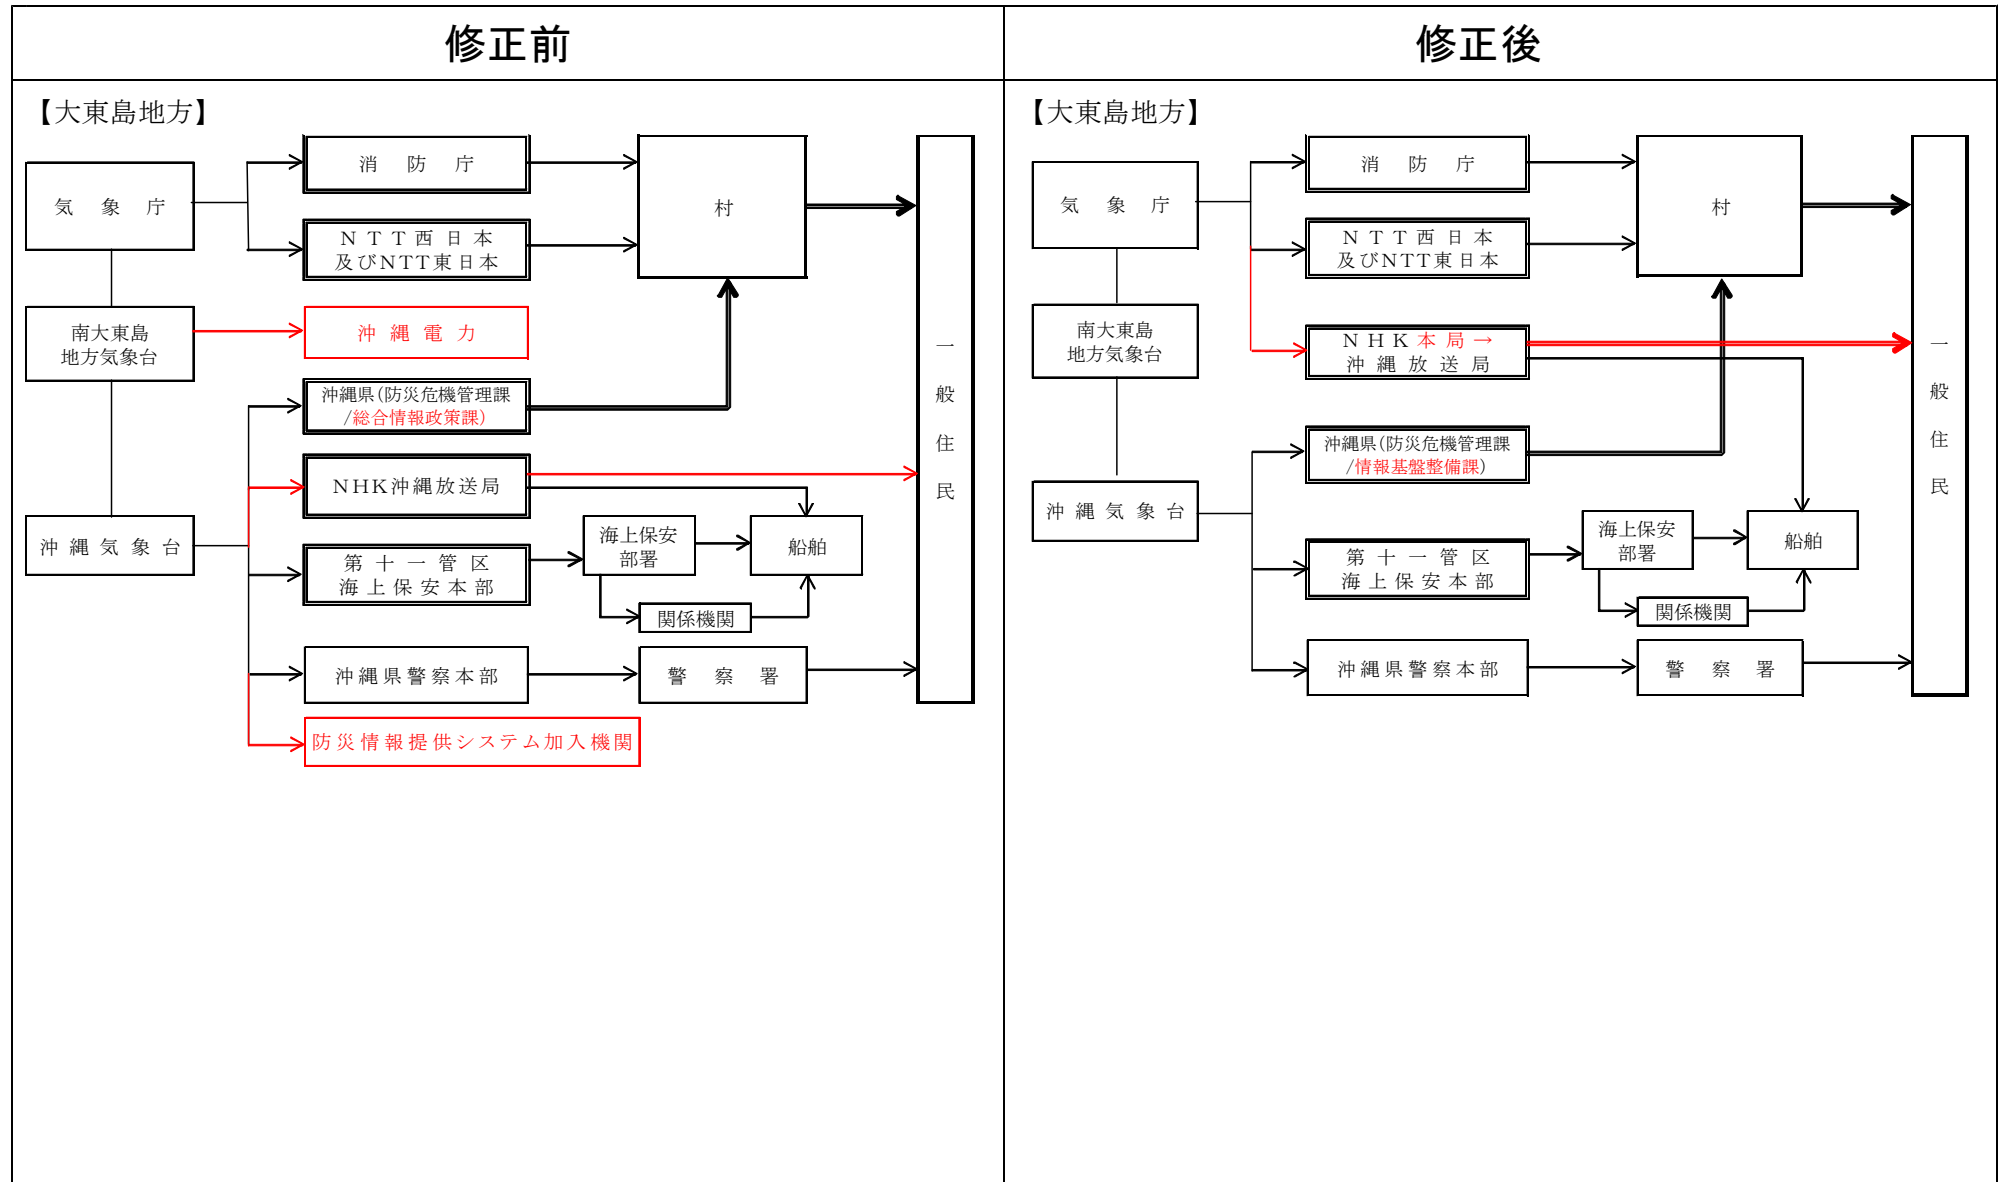 修正前
【大東島地方】
気象庁
消防庁
村
NTT西日本
及びNTT東日本
南大東島
地方気象台
沖縄電力
沖縄県(防災危機管理課
/総合情報政策課)
NHK沖縄放送局
沖縄気象台
第十一管区
海上保安本部
海上保安
部署
船舶
関係機関
沖縄県警察本部
警察署
防災情報提供システム加入機関
一般住民
修正後
【大東島地方】
気象庁
消防庁
村
NTT西日本
及びNTT東日本
南大東島
地方気象台
NHK本局→
沖縄放送局
沖縄県(防災危機管理課
/情報基盤整備課)
沖縄気象台
第十一管区
海上保安本部
海上保安
部署
船舶
関係機関
沖縄県警察本部
警察署
一般住民